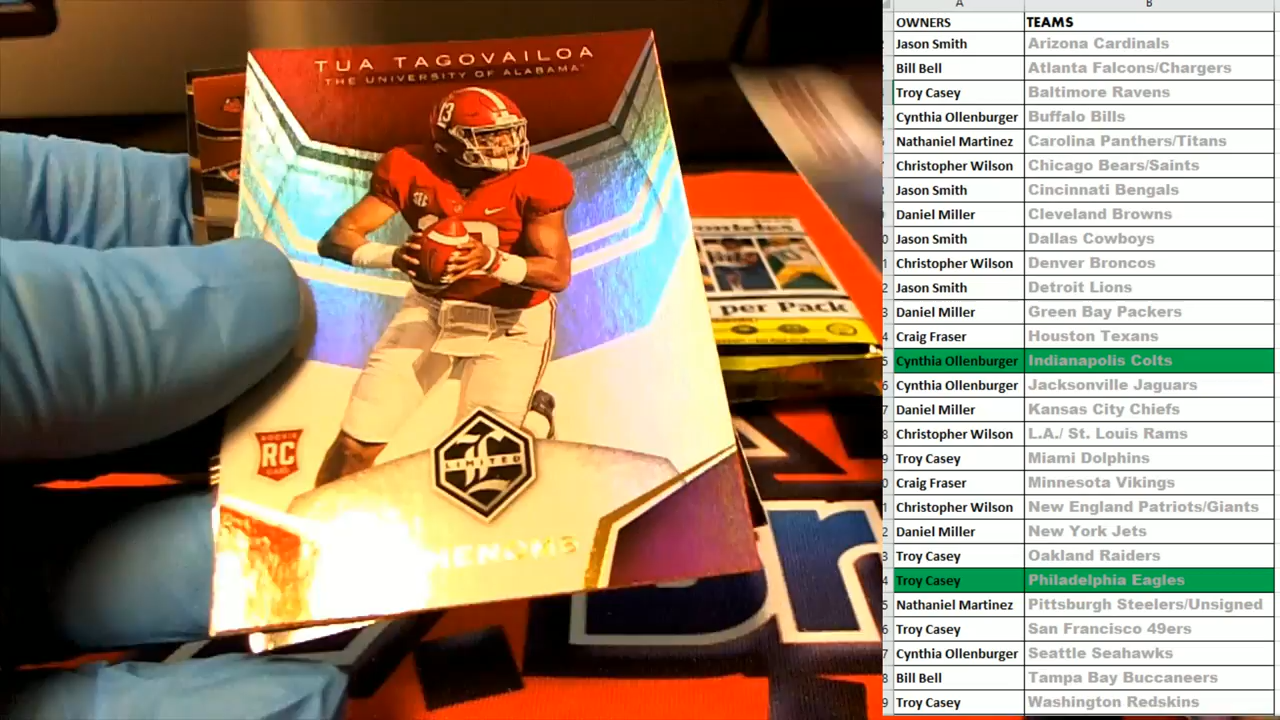 TUA TAGOVAILOA
THE UNIVERSITY OF ALABAMA
13
SEC
ROOKIE
RC
CARD
LIMITED
per Pack
A B
OWNERS TEAMS
Jason Smith Arizona Cardinals
Bill Bell Atlanta Falcons/Chargers
Troy Casey Baltimore Ravens
Cynthia Ollenburger Buffalo Bills
Nathaniel Martinez Carolina Panthers/Titans
Christopher Wilson Chicago Bears/Saints
Jason Smith Cincinnati Bengals
Daniel Miller Cleveland Browns
Jason Smith Dallas Cowboys
Christopher Wilson Denver Broncos
Jason Smith Detroit Lions
Daniel Miller Green Bay Packers
Craig Fraser Houston Texans
Cynthia Ollenburger Indianapolis Colts
Cynthia Ollenburger Jacksonville Jaguars
Daniel Miller Kansas City Chiefs
Christopher Wilson L.A./ St. Louis Rams
Troy Casey Miami Dolphins
Craig Fraser Minnesota Vikings
Christopher Wilson New England Patriots/Giants
Daniel Miller New York Jets
Troy Casey Oakland Raiders
Troy Casey Philadelphia Eagles
Nathaniel Martinez Pittsburgh Steelers/Unsigned
Troy Casey San Francisco 49ers
Cynthia Ollenburger Seattle Seahawks
Bill Bell Tampa Bay Buccaneers
Troy Casey Washington Redskins